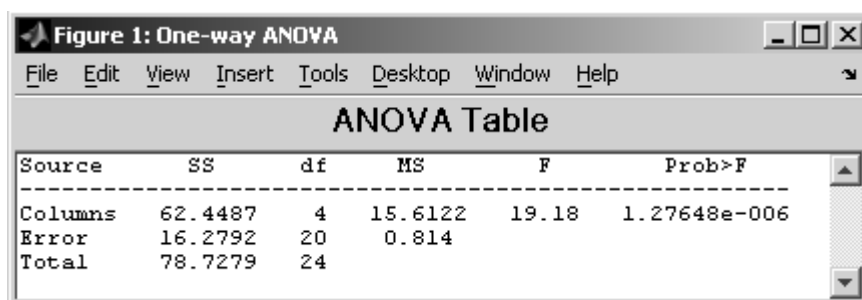 Figure 1: One-way ANOVA
File Edit View Insert Tools Desktop Window Help
ANOVA Table
Source SS df MS F Prob>F
Columns 62.4487 4 15.6122 19.18 1.27648e-006
Error 16.2792 20 0.814
Total 78.7279 24